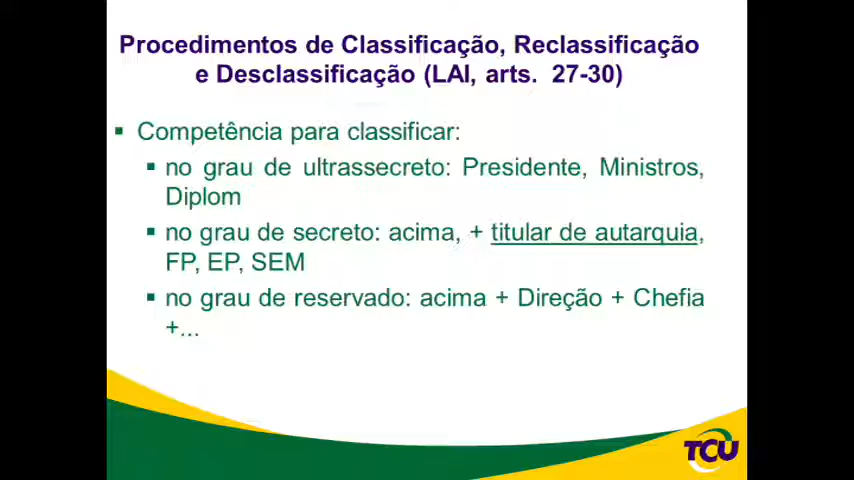 Procedimentos de Classificação, Reclassificação
e Desclassificação (LAI, arts.  27-30)
Competência para classificar:
no grau de ultrassecreto: Presidente, Ministros,
Diplom
no grau de secreto: acima, + titular de autarquia,
FP, EP, SEM
no grau de reservado: acima + Direção + Chefia
+...
TCU